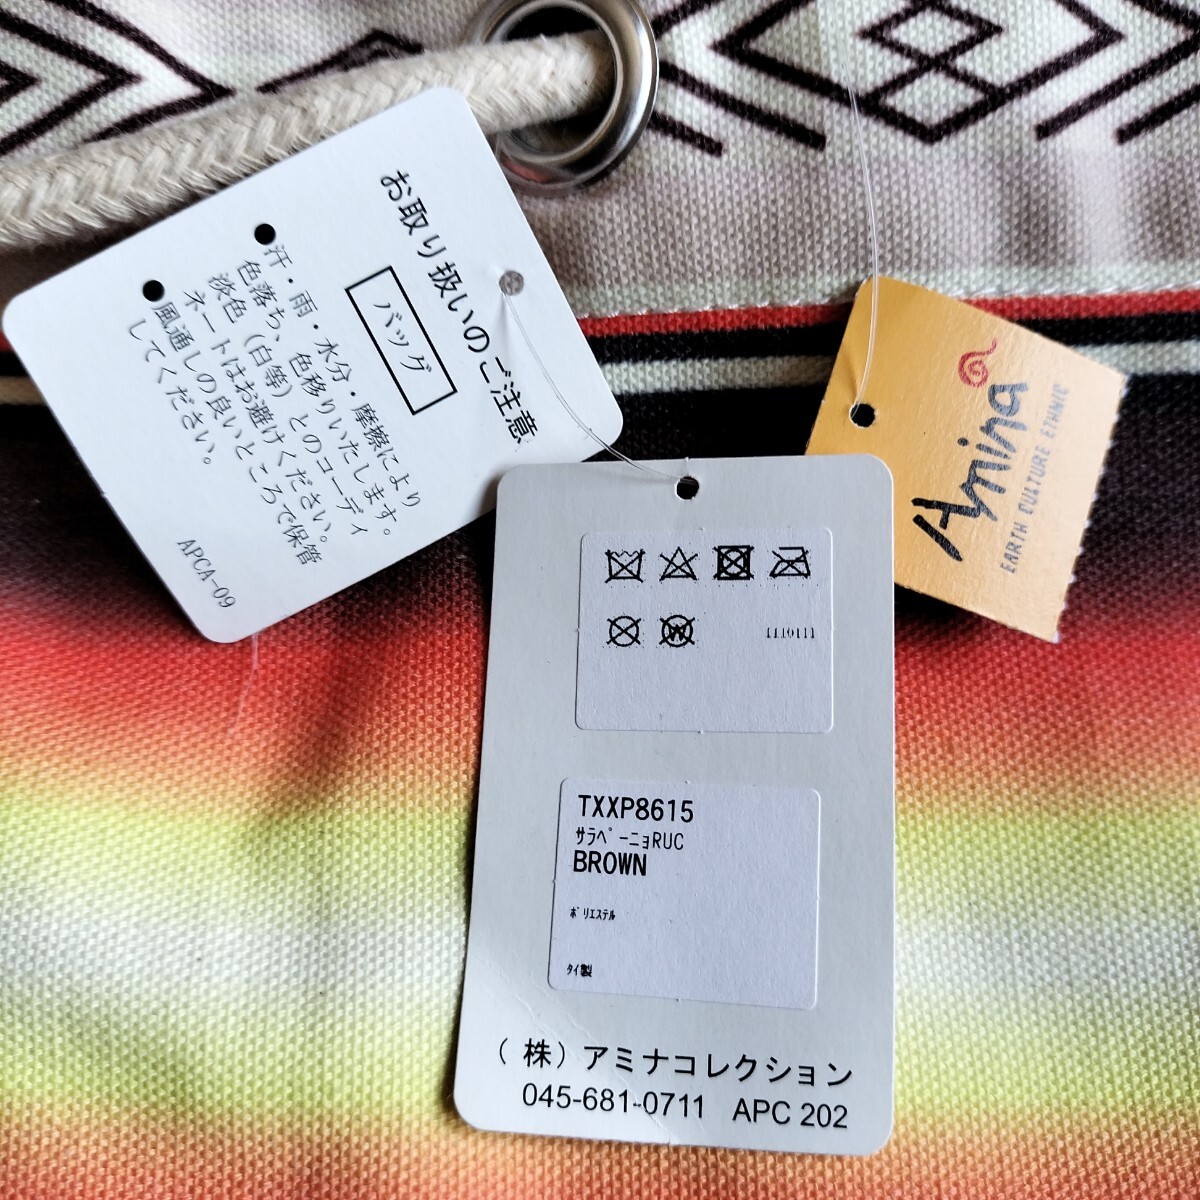 お取り扱いのご注意
バッグ
●汗・雨・水分・摩擦により
色落ち、色移りいたします。
淡色（白等）とのコーディ
ネートはお避けください。
●風通しの良いところで保管
してください。
APCA-09
Amina
EARTH CULTURE ETHNIC
1110111
TXXP8615
ｻﾗﾍﾟｰﾆｮRUC
BROWN
ﾎﾟﾘｴｽﾃﾙ
ﾀｲ製
（株）アミナコレクション
045-681-0711 APC 202